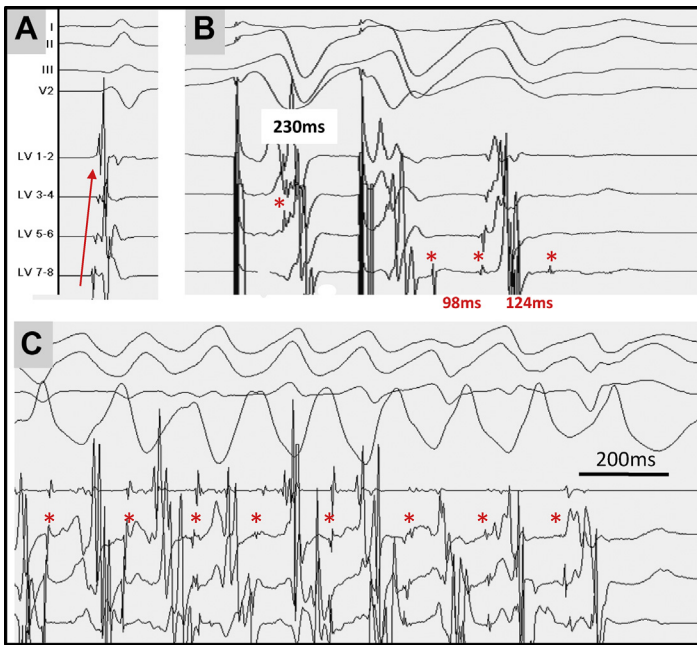 A
I
II
III
V2
LV 1-2
LV 3-4
LV 5-6
LV 7-8
B
230ms
*
* * *
98ms 124ms
C
200ms
* * * * * * * *